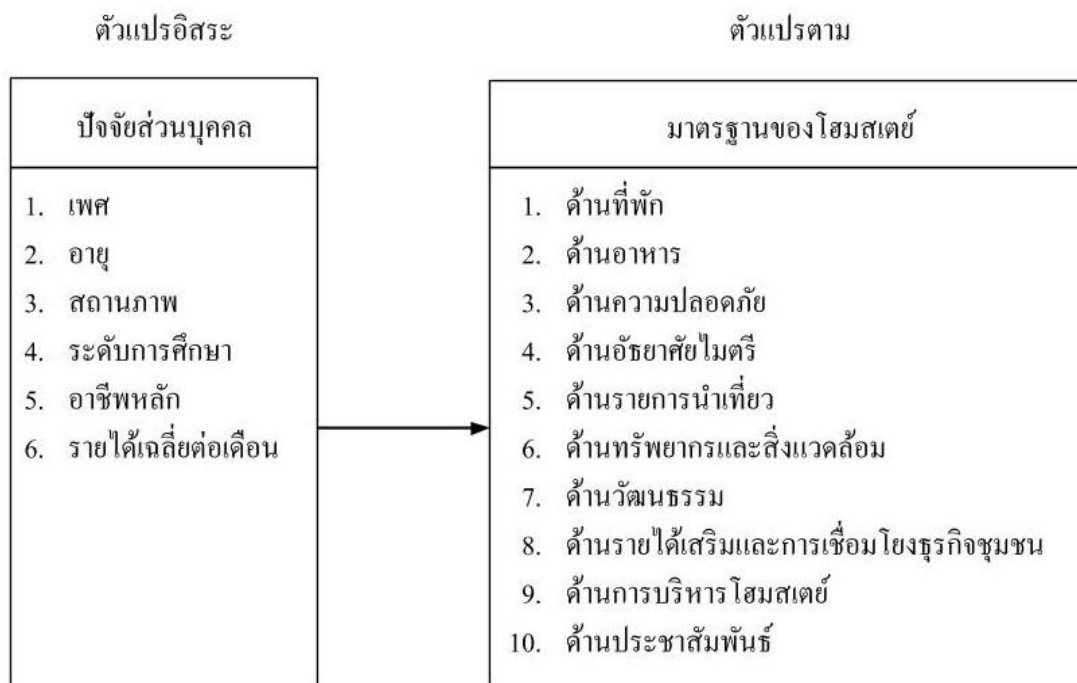 ตัวแปรอิสระ
ตัวแปรตาม
ปัจจัยส่วนบุคคล
1. เพศ
2. อายุ
3. สถานภาพ
4. ระดับการศึกษา
5. อาชีพหลัก
6. รายได้เฉลี่ยต่อเดือน
มาตรฐานของโฮมสเตย์
1. ด้านที่พัก
2. ด้านอาหาร
3. ด้านความปลอดภัย
4. ด้านอัธยาศัยไมตรี
5. ด้านรายการนำเที่ยว
6. ด้านทรัพยากรและสิ่งแวดล้อม
7. ด้านวัฒนธรรม
8. ด้านรายได้เสริมและการเชื่อมโยงธุรกิจชุมชน
9. ด้านการบริหารโฮมสเตย์
10. ด้านประชาสัมพันธ์